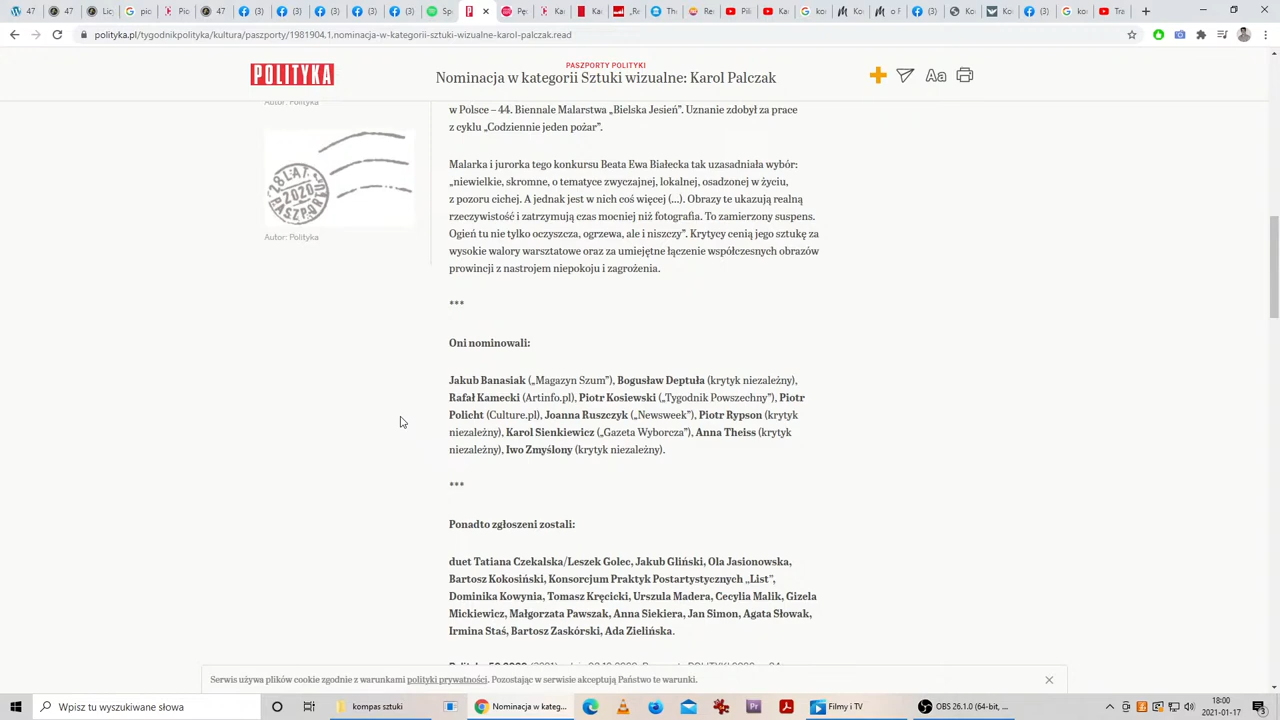 47
47
polityka.pl/tygodnikpolityka/kultura/paszporty/1981904,1,nominacja-w-kategorii-sztuki-wizualne-karol-palczak.read
POLITYKA
PASZPORTY POLITYKI
Nominacja w kategorii Sztuki wizualne: Karol Palczak
Aa
Autor: Polityka
28 LAT
2020
PASZPORT
Autor: Polityka
w Polsce – 44. Biennale Malarstwa „Bielska Jesień”. Uznanie zdobył za prace
z cyklu „Codziennie jeden pożar”.
Malarka i jurorka tego konkursu Beata Ewa Białecka tak uzasadniała wybór:
„niewielkie, skromne, o tematyce zwyczajnej, lokalnej, osadzonej w życiu,
z pozoru cichej. A jednak jest w nich coś więcej (...). Obrazy te ukazują realną
rzeczywistość i zatrzymują czas mocniej niż fotografia. To zamierzony suspens.
Ogień tu nie tylko oczyszcza, ogrzewa, ale i niszczy”. Krytycy cenią jego sztukę za
wysokie walory warsztatowe oraz za umiejętne łączenie współczesnych obrazów
prowincji z nastrojem niepokoju i zagrożenia.
***
Oni nominowali:
Jakub Banasiak („Magazyn Szum”), Bogusław Deptuła (krytyk niezależny),
Rafał Kamecki (Artinfo.pl), Piotr Kosiewski („Tygodnik Powszechny”), Piotr
Policht (Culture.pl), Joanna Ruszczyk („Newsweek”), Piotr Rypson (krytyk
niezależny), Karol Sienkiewicz („Gazeta Wyborcza”), Anna Theiss (krytyk
niezależny), Iwo Zmyślony (krytyk niezależny).
***
Ponadto zgłoszeni zostali:
duet Tatiana Czekalska/Leszek Golec, Jakub Gliński, Ola Jasionowska,
Bartosz Kokosiński, Konsorcjum Praktyk Postartystycznych „List”,
Dominika Kowynia, Tomasz Kręcicki, Urszula Madera, Cecylia Malik, Gizela
Mickiewicz, Małgorzata Pawszak, Anna Siekiera, Jan Simon, Agata Słowak,
Irmina Staś, Bartosz Zaskórski, Ada Zielińska.
Serwis używa plików cookie zgodnie z warunkami polityki prywatności. Pozostając w serwisie akceptują Państwo te warunki.
Wpisz tu wyszukiwane słowa
kompas sztuki
Nominacja w kateg...
Filmy i TV
OBS 26.1.0 (64-bit, ...
18:00
2021-01-17